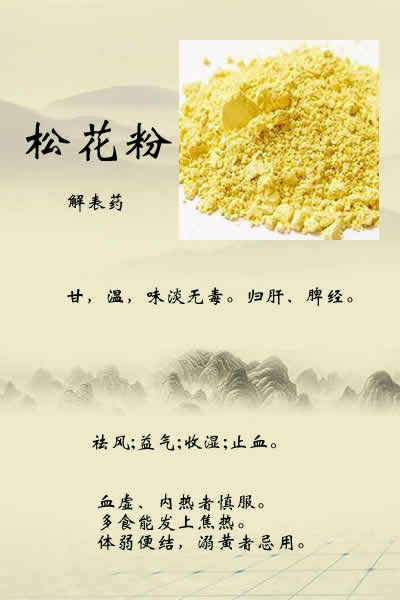 松花粉
解表药
甘，温，味淡无毒。归肝、脾经。
祛风;益气;收湿;止血。
血虚、内热者慎服。
多食能发上焦热。
体弱便结，溺黄者忌用。